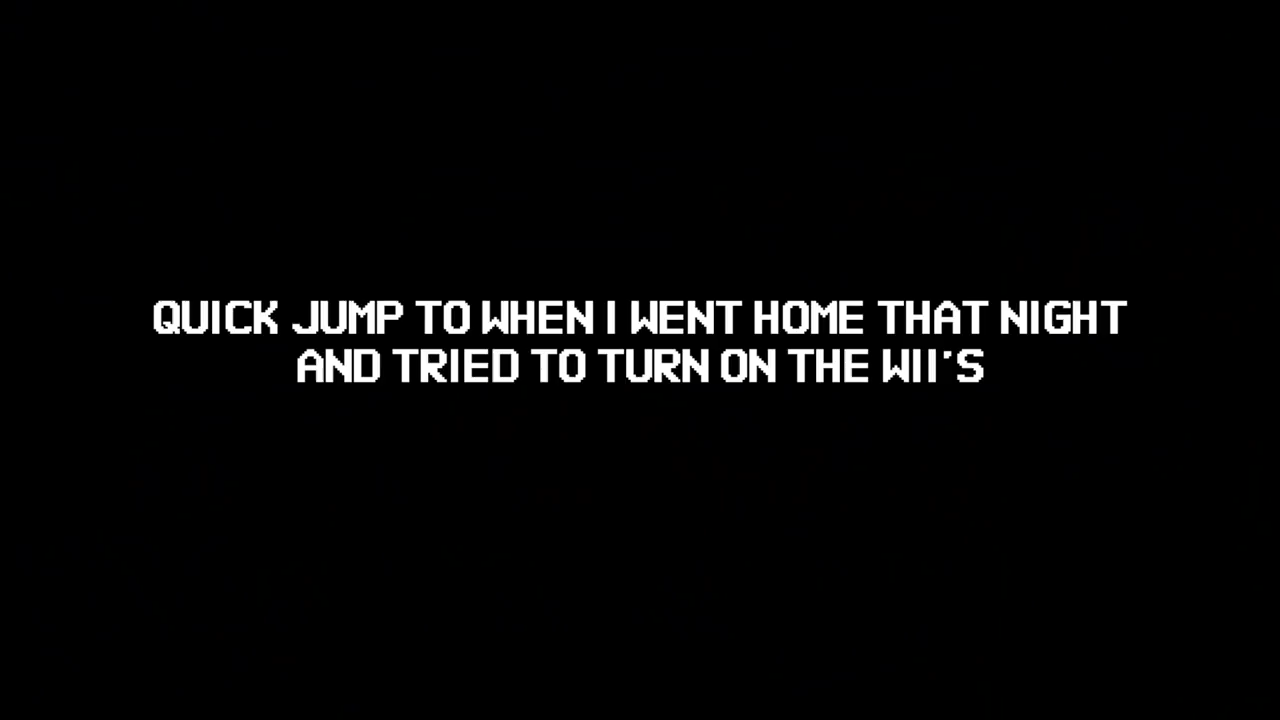 QUICK JUMP TO WHEN I WENT HOME THAT NIGHT
AND TRIED TO TURN ON THE WII'S